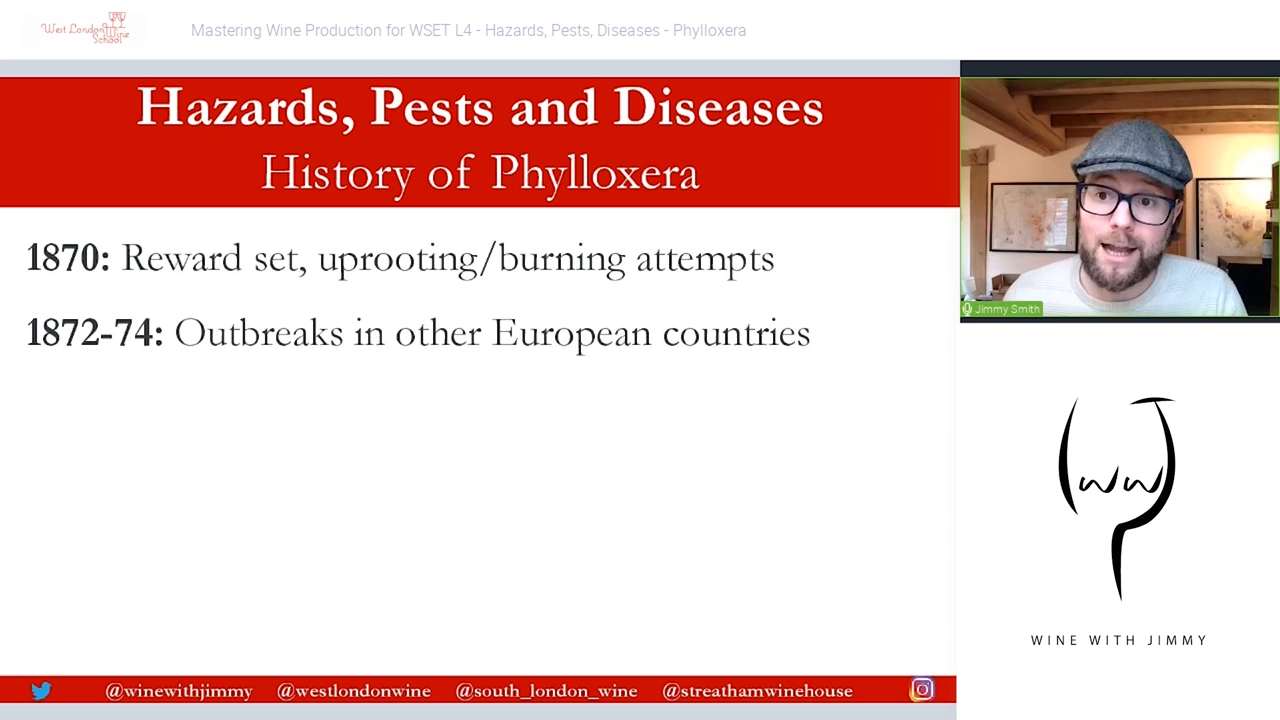 West London Wine School
Mastering Wine Production for WSET L4 - Hazards, Pests, Diseases - Phylloxera
Hazards, Pests and Diseases
History of Phylloxera
1870: Reward set, uprooting/burning attempts
1872-74: Outbreaks in other European countries
Jimmy Smith
WW
WINE WITH JIMMY
@winewithjimmy @westlondonwine @south_london_wine @streathamwinehouse